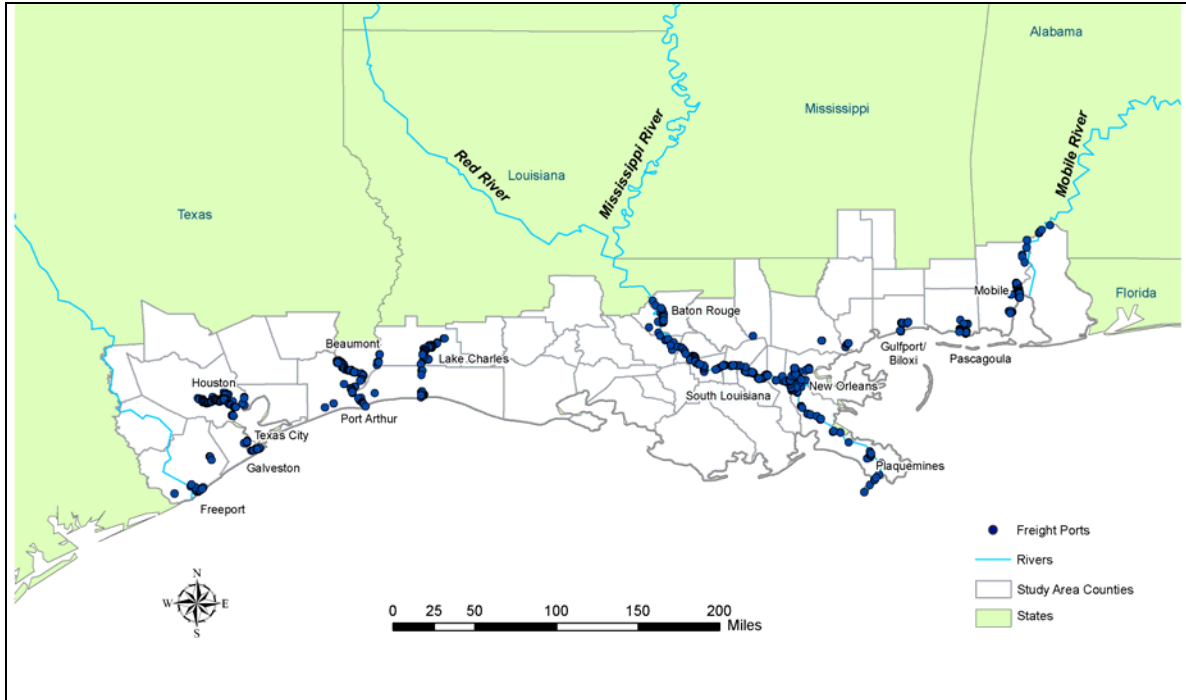 Alabama
Mississippi
Mobile River
Mississippi River
Red River
Louisiana
Texas
Florida
Mobile
Baton Rouge
Gulfport/
Biloxi
Pascagoula
Beaumont
Lake Charles
Houston
New Orleans
South Louisiana
Port Arthur
Texas City
Galveston
Plaquemines
Freeport
Freight Ports
Rivers
Study Area Counties
States
N
W E
S
0 25 50 100 150 200
Miles